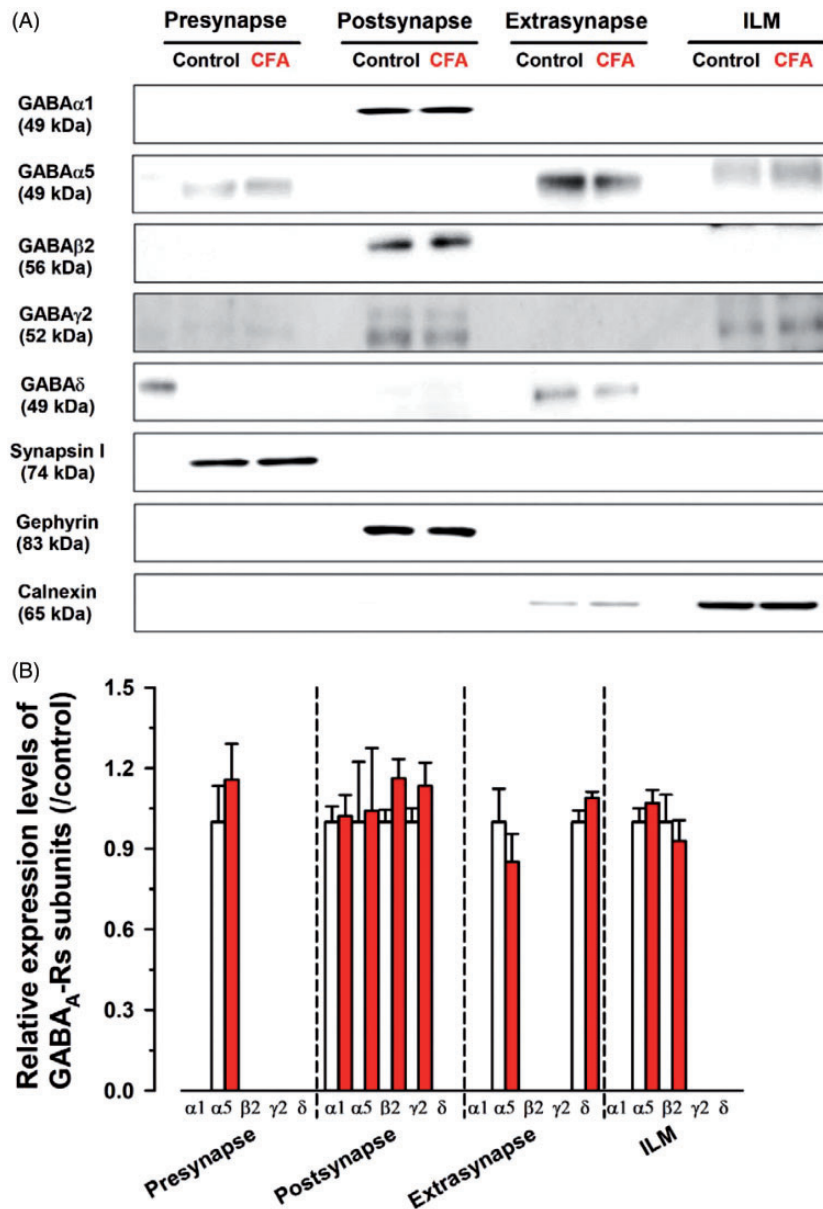 (A)
Presynapse Postsynapse Extrasynapse ILM
Control CFA Control CFA Control CFA Control CFA
GABAα1
(49 kDa)
GABAα5
(49 kDa)
GABAβ2
(56 kDa)
GABAγ2
(52 kDa)
GABAδ
(49 kDa)
Synapsin I
(74 kDa)
Gephyrin
(83 kDa)
Calnexin
(65 kDa)
(B)
Relative expression levels of
GABAA-Rs subunits (/control)
1.5
1.2
0.9
0.6
0.3
0.0
α1 α5 β2 γ2 δ α1 α5 β2 γ2 δ α1 α5 β2 γ2 δ α1 α5 β2 γ2 δ
Presynapse Postsynapse Extrasynapse ILM